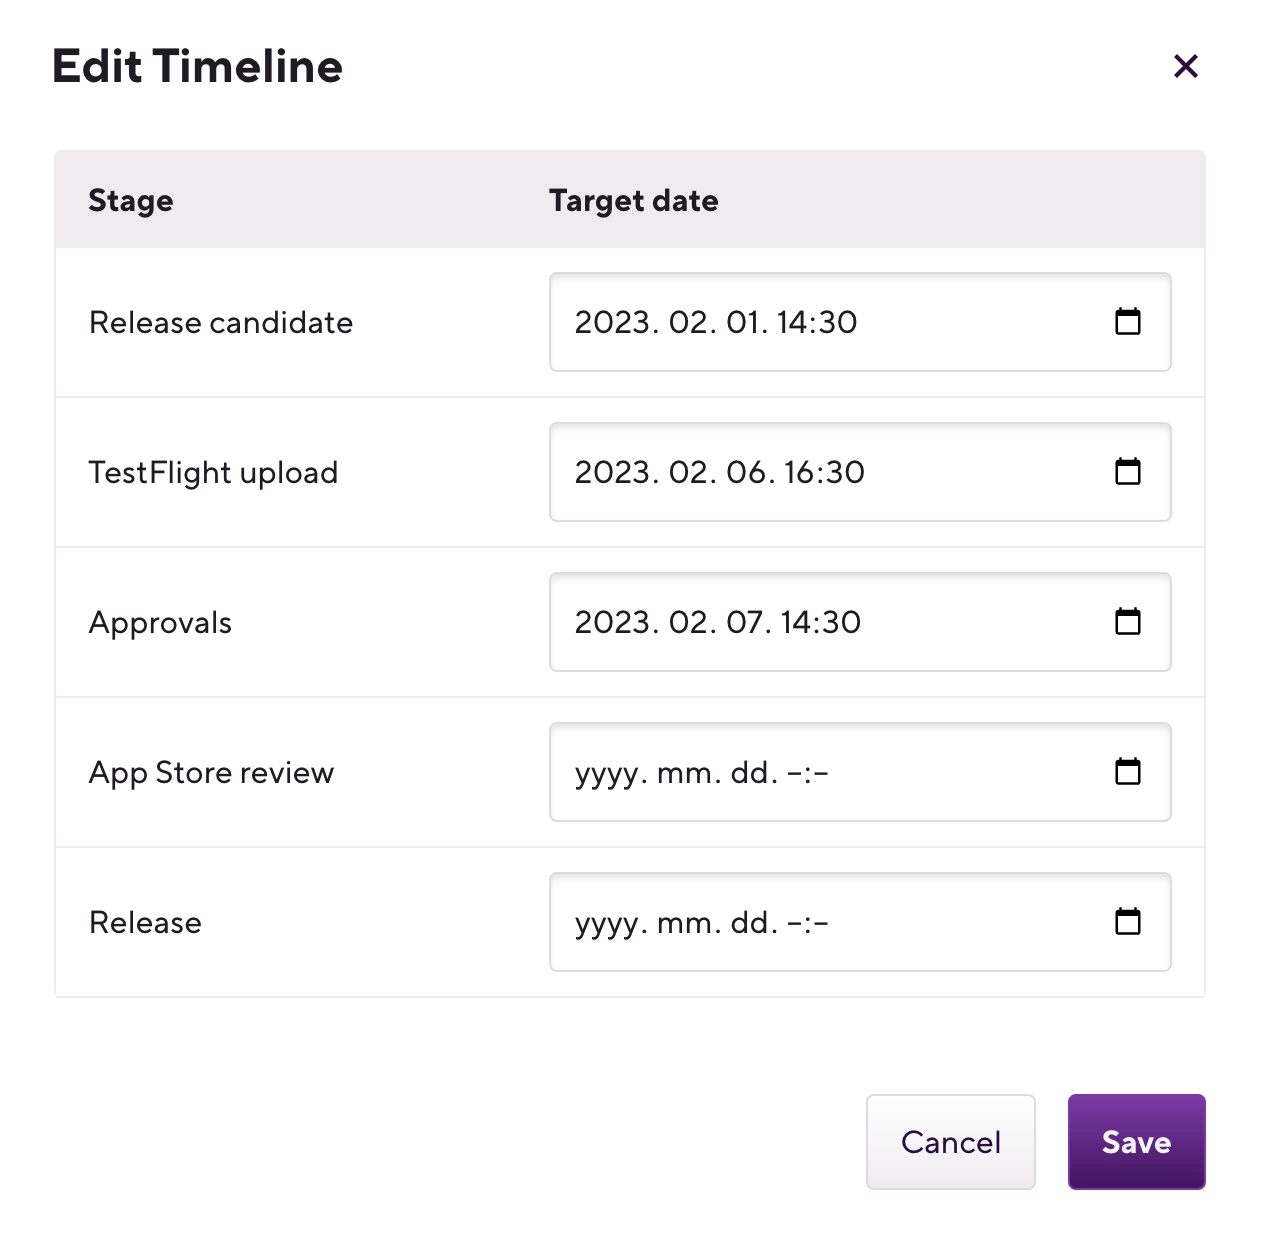 Edit Timeline
Stage Target date
Release candidate 2023. 02. 01. 14:30
TestFlight upload 2023. 02. 06. 16:30
Approvals 2023. 02. 07. 14:30
App Store review yyyy. mm. dd. –:–
Release yyyy. mm. dd. –:–
Cancel Save